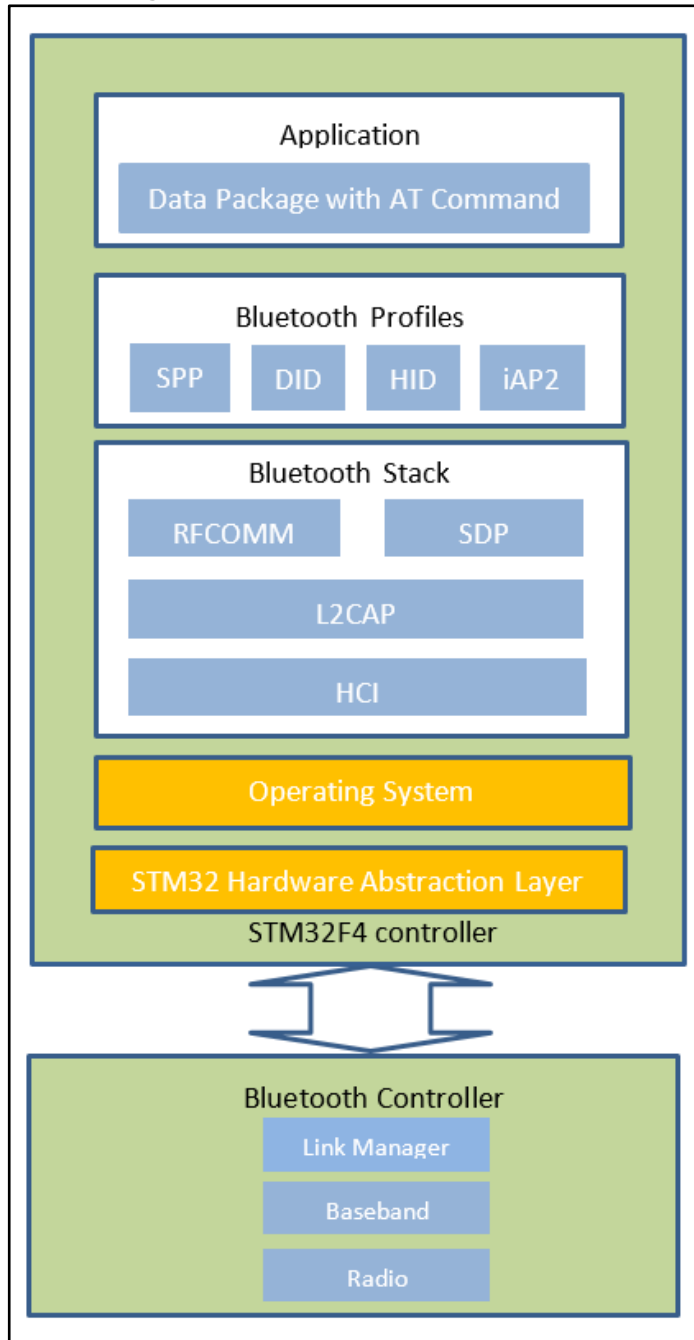 Application
Data Package with AT Command
Bluetooth Profiles
SPP DID HID iAP2
Bluetooth Stack
RFCOMM SDP
L2CAP
HCI
Operating System
STM32 Hardware Abstraction Layer
STM32F4 controller
Bluetooth Controller
Link Manager
Baseband
Radio